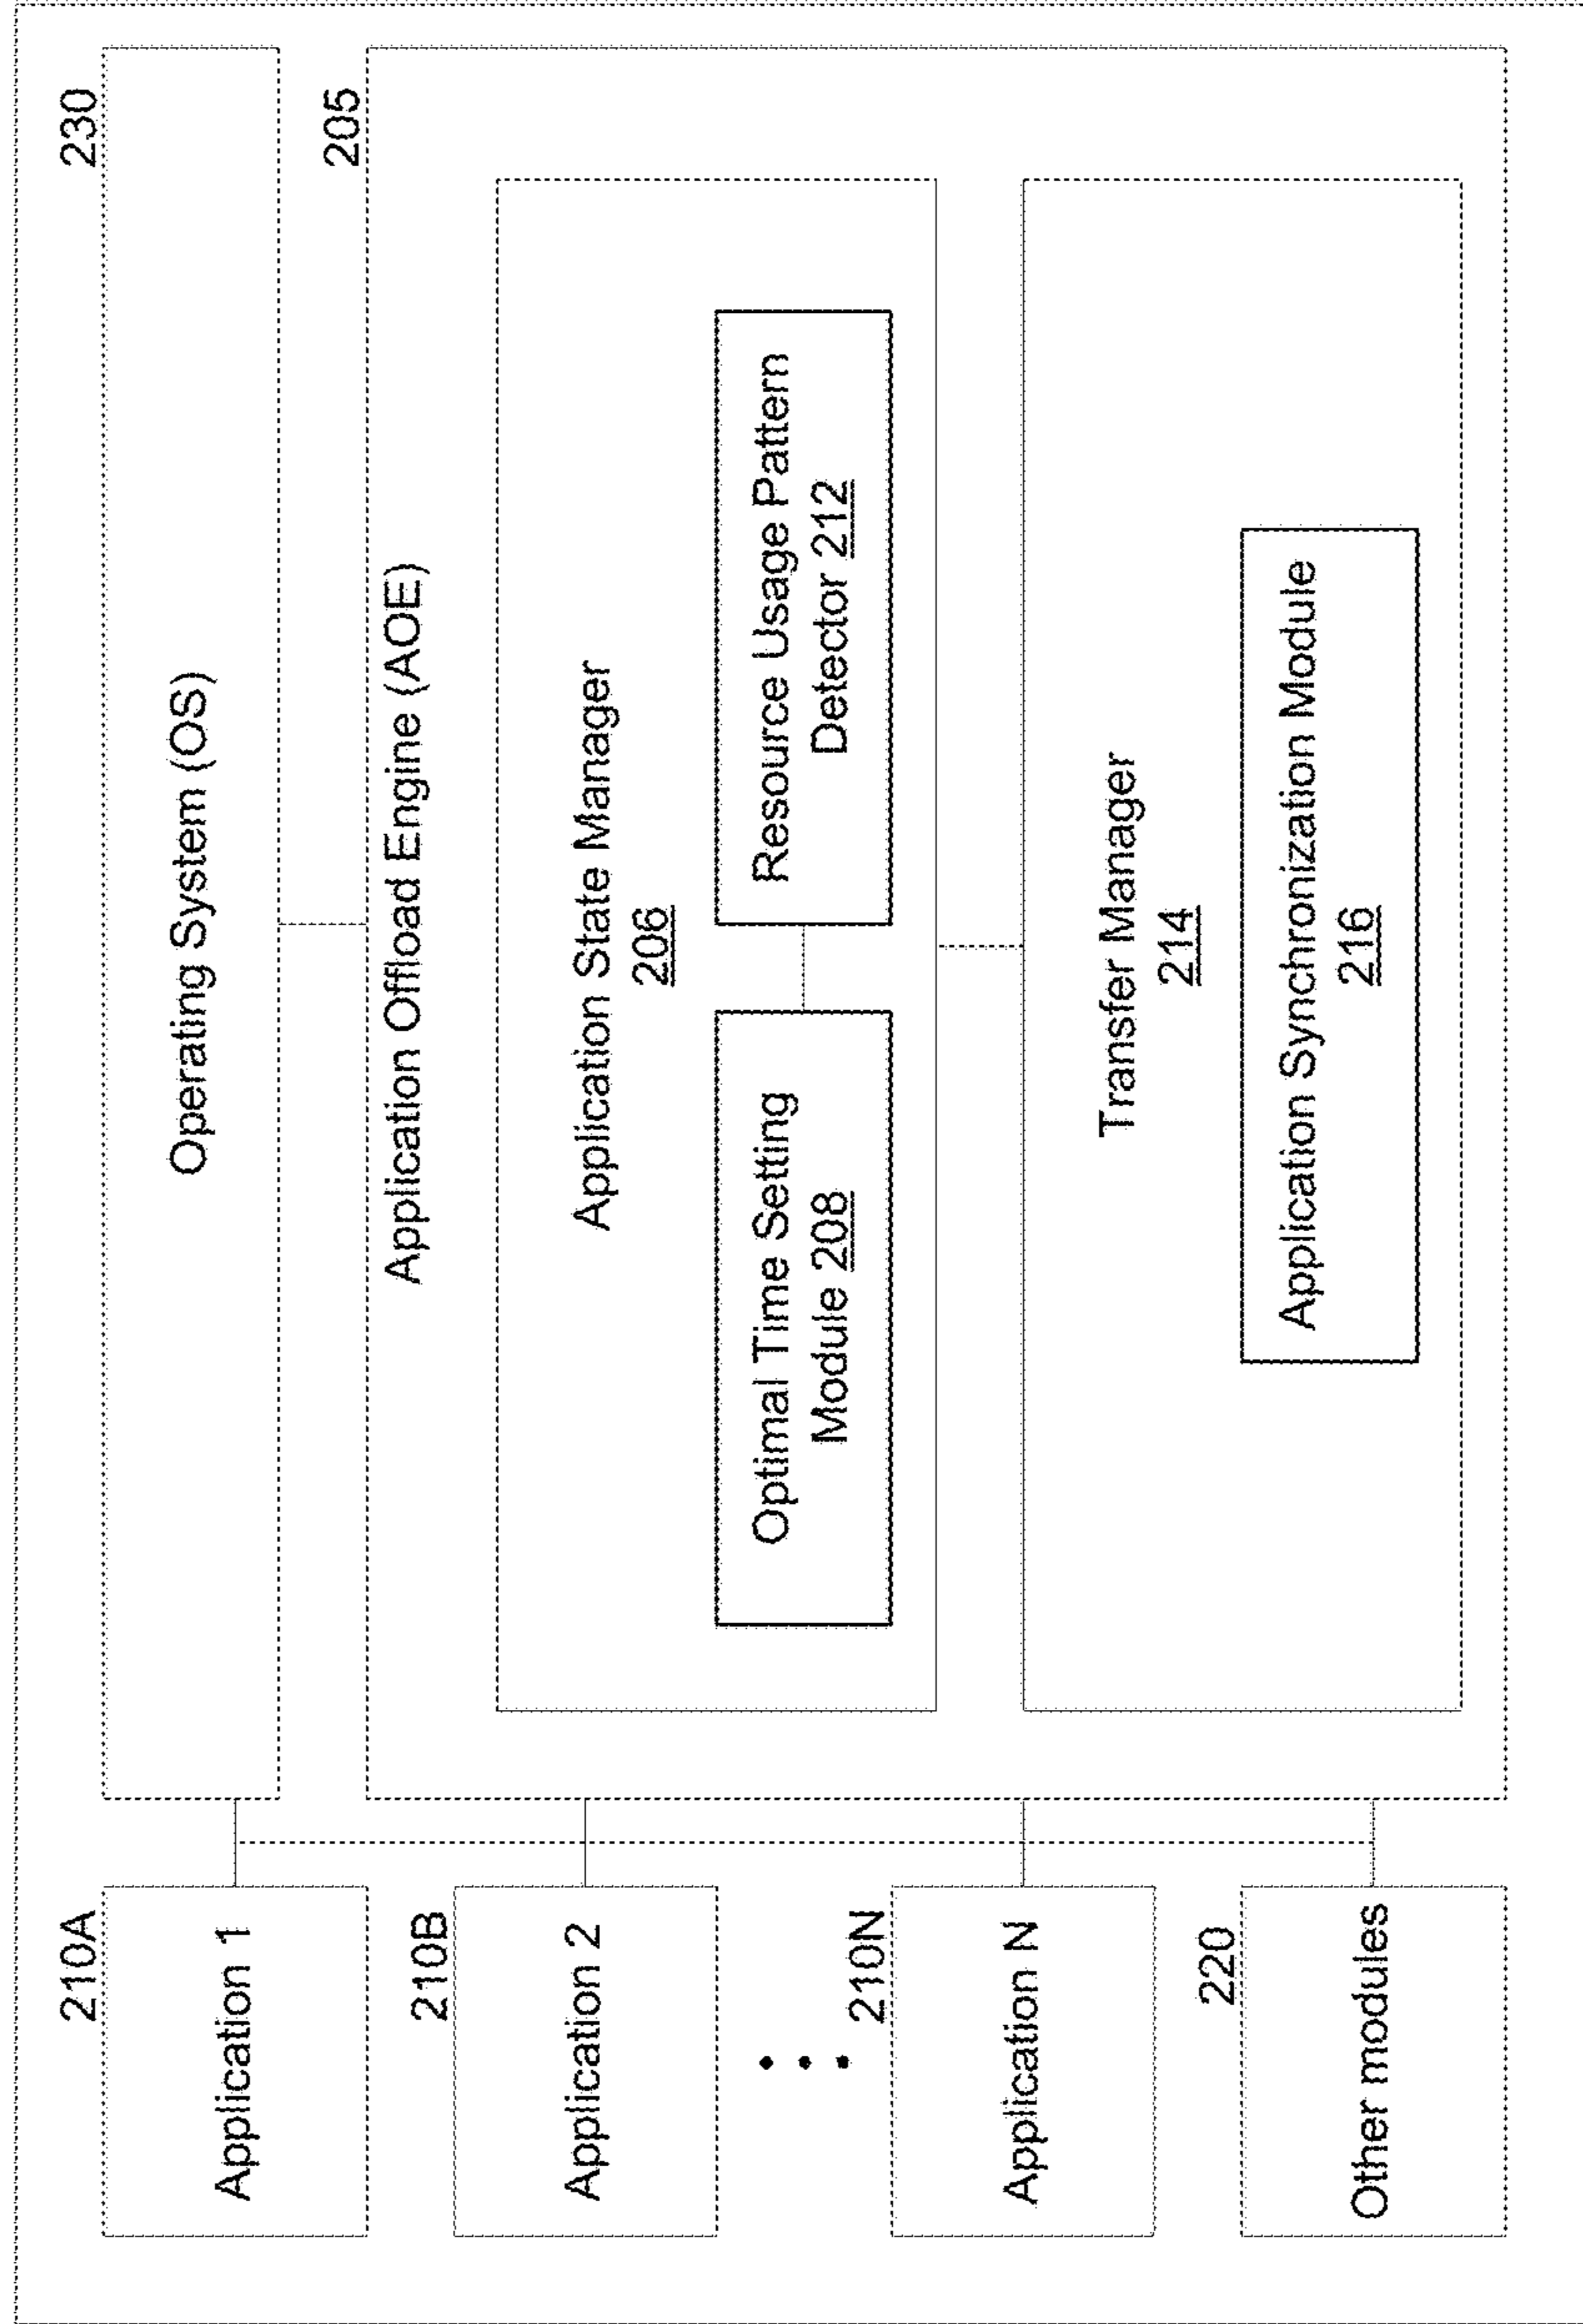 210A
Application 1
210B
Application 2
210N
Application N
220
Other modules
230
Operating System (OS)
205
Application Offload Engine (AOE)
Application State Manager
206
Optimal Time Setting
Module 208
Resource Usage Pattern
Detector 212
Transfer Manager
214
Application Synchronization Module
216